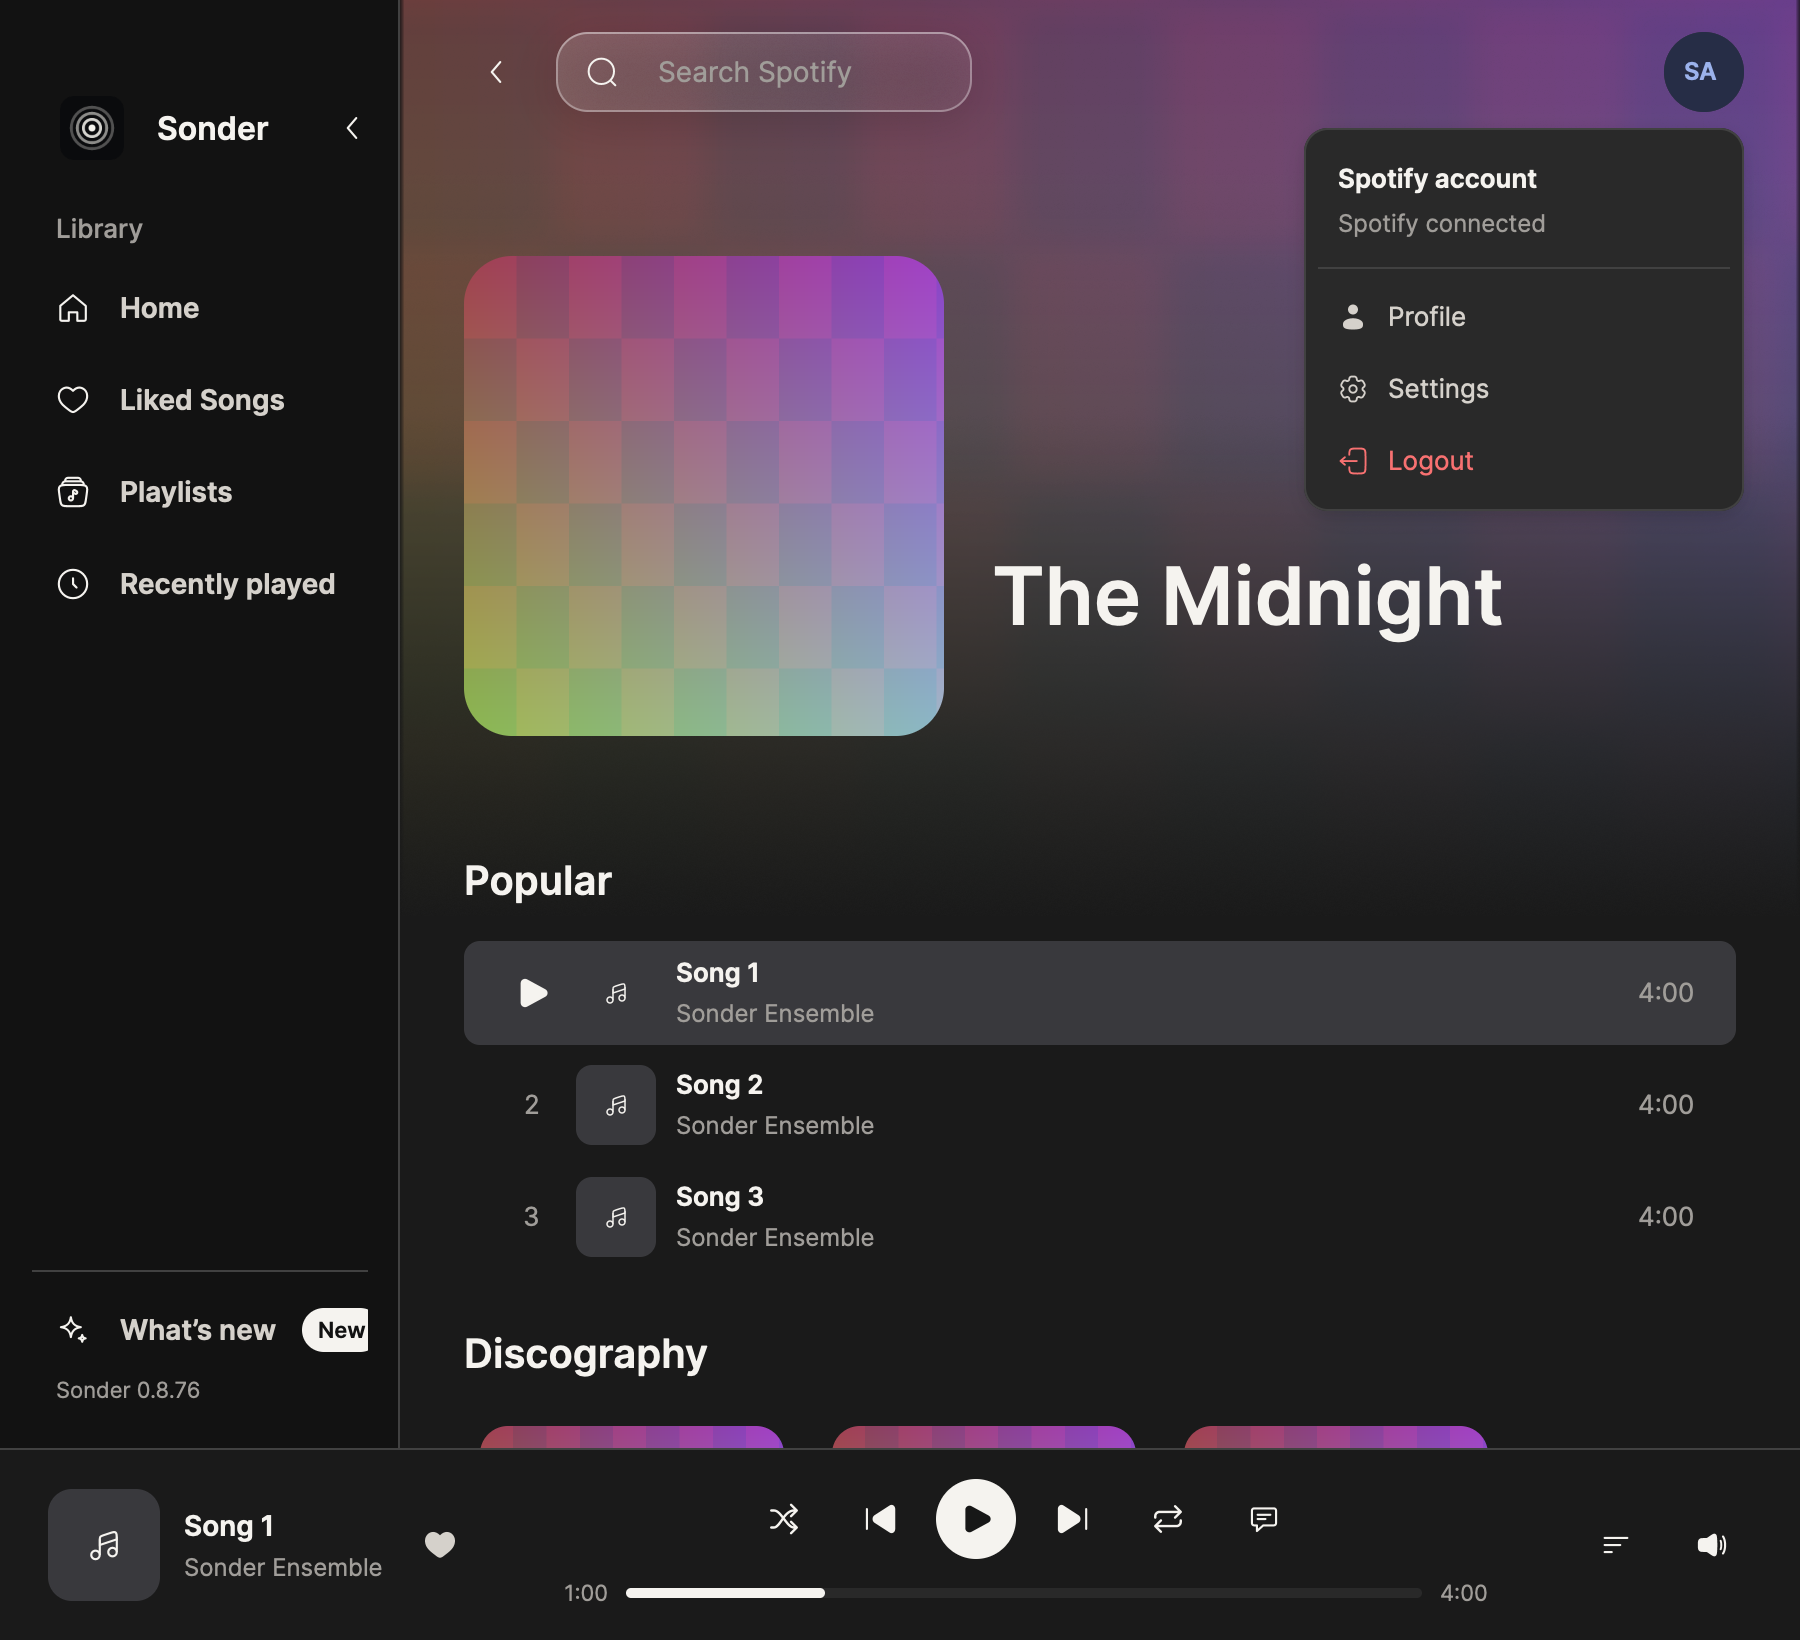 Sonder
Library
Home
Liked Songs
Playlists
Recently played
What’s new
New
Sonder 0.8.76
Search Spotify
SA
Spotify account
Spotify connected
Profile
Settings
Logout
The Midnight
Popular
Song 1
Sonder Ensemble
4:00
2
Song 2
Sonder Ensemble
4:00
3
Song 3
Sonder Ensemble
4:00
Discography
Song 1
Sonder Ensemble
1:00
4:00